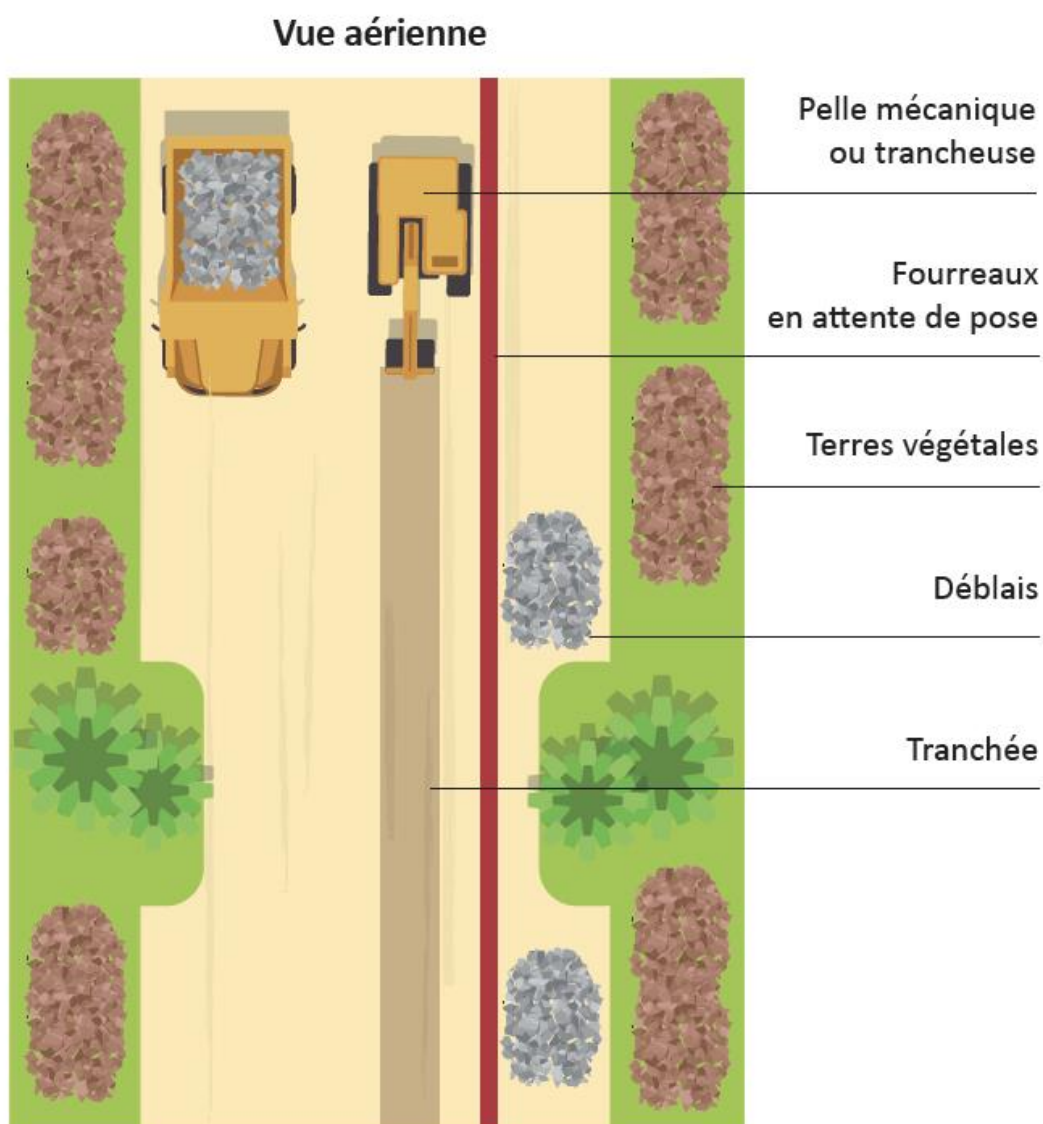 Vue aérienne
Pelle mécanique
ou trancheuse
Fourreaux
en attente de pose
Terres végétales
Déblais
Tranchée